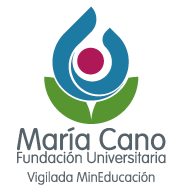 María Cano
Fundación Universitaria
Vigilada MinEducación